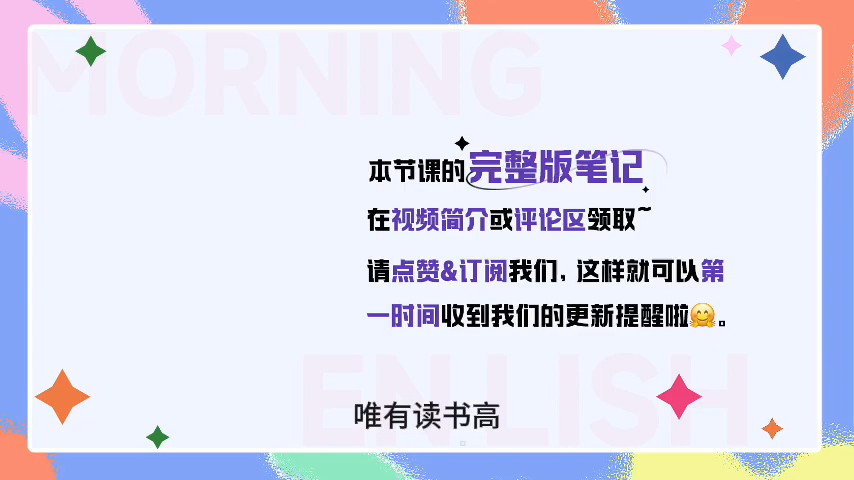 MORNING
本节课的完整版笔记
在视频简介或评论区领取~
请点赞&订阅我们，这样就可以第
一时间收到我们的更新提醒啦🤗。
ENLISH
唯有读书高